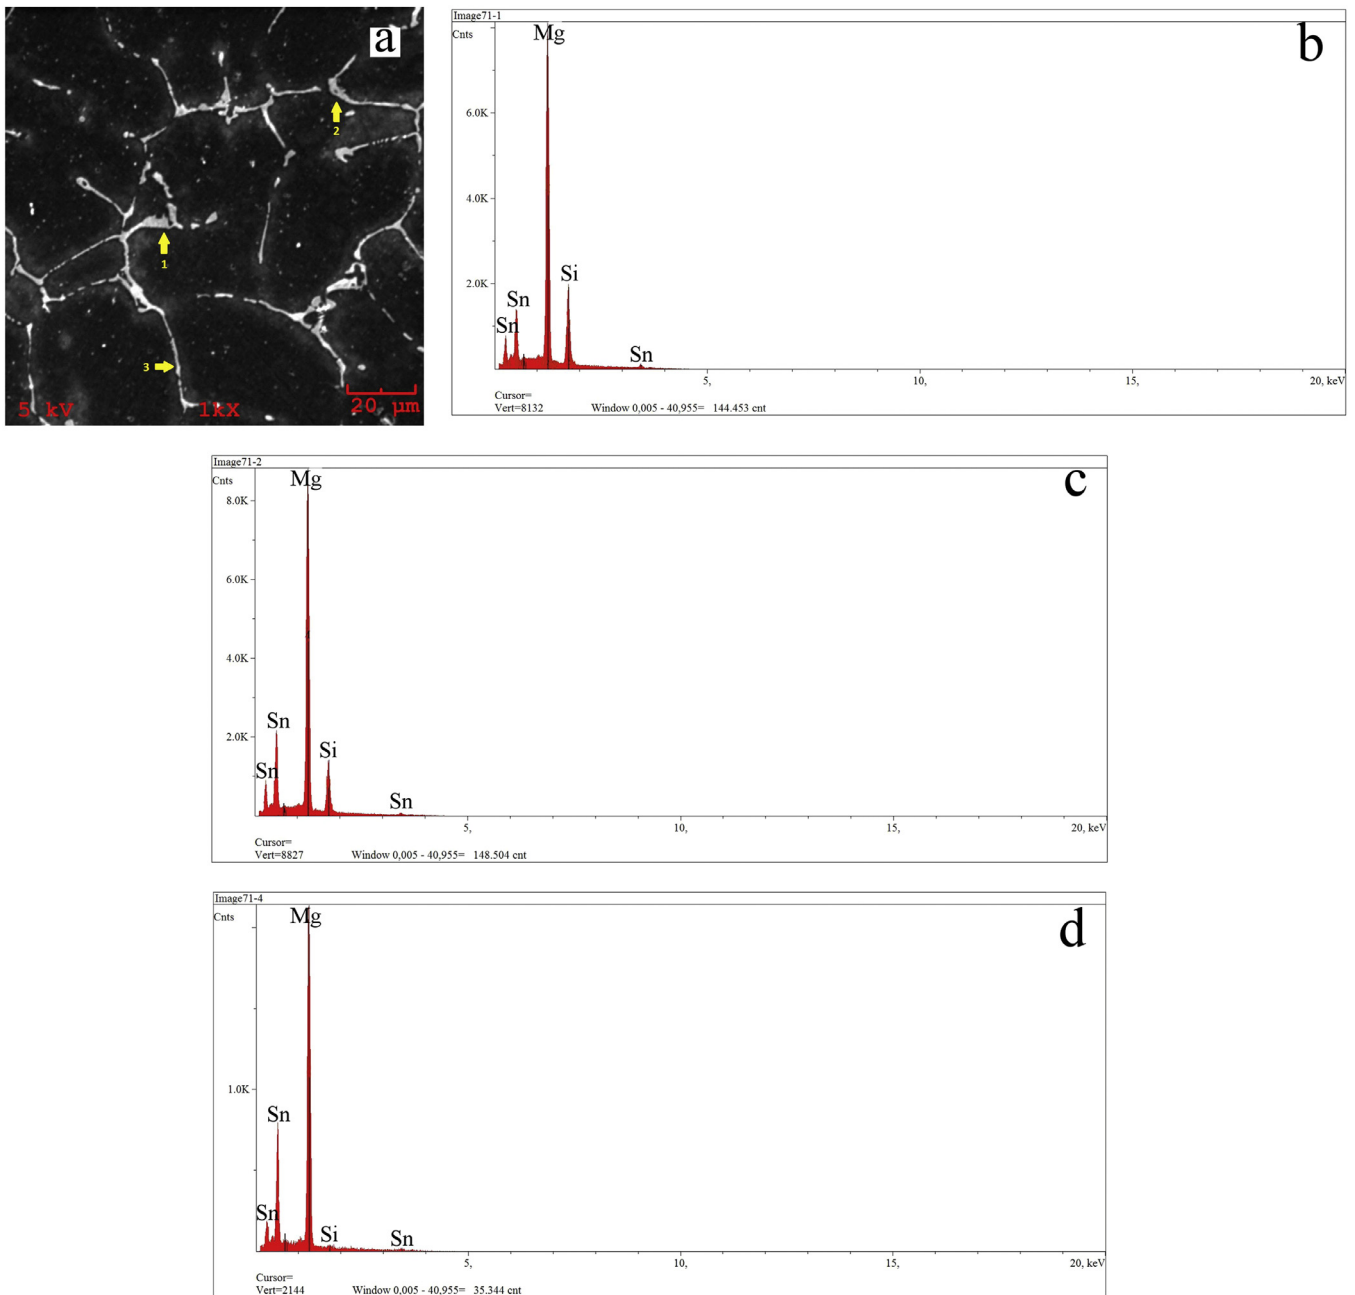 a
2
1
3
5 kV 1kX 20 µm
Image71-1
Cnts
b
Mg
6.0K
4.0K
2.0K
Si
Sn
Sn
Sn
5, 10, 15, 20, keV
Cursor=
Vert=8132 Window 0,005 - 40,955= 144.453 cnt
Image71-2
Cnts
c
Mg
8.0K
6.0K
4.0K
2.0K
Sn
Si
Sn
Sn
5, 10, 15, 20, keV
Cursor=
Vert=8827 Window 0,005 - 40,955= 148.504 cnt
Image71-4
Cnts
d
Mg
1.0K
Sn
Sn
Si
Sn
5, 10, 15, 20, keV
Cursor=
Vert=2144 Window 0,005 - 40,955= 35.344 cnt